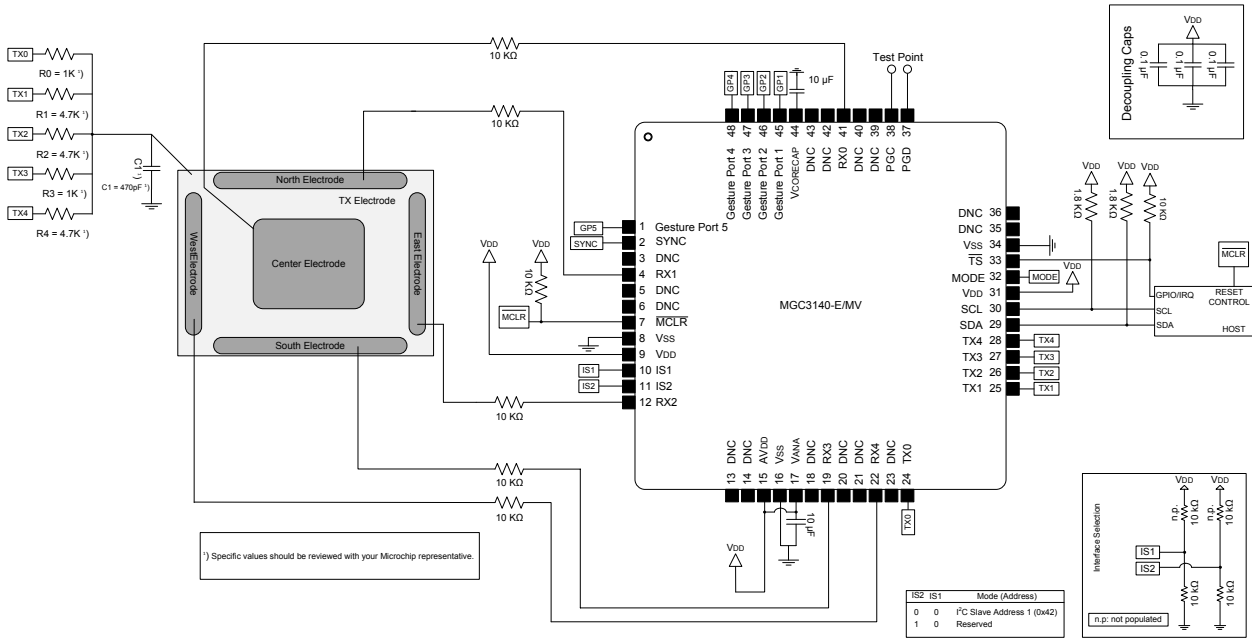 TX0
R0 = 1K ¹)
TX1
R1 = 4.7K ¹)
TX2
R2 = 4.7K ¹)
TX3
R3 = 1K ¹)
TX4
R4 = 4.7K ¹)
C1 ¹)
C1 = 470pF ¹)
North Electrode
TX Electrode
WestElectrode
Center Electrode
East Electrode
South Electrode
10 KΩ
10 KΩ
10 KΩ
10 KΩ
10 KΩ
VDD
VDD
10 KΩ
MCLR
GP5
SYNC
IS1
IS2
GP4
GP3
GP2
GP1
10 µF
Test Point
48
47
46
45
44
43
42
41
40
39
38
37
Gesture Port 4
Gesture Port 3
Gesture Port 2
Gesture Port 1
VCORECAP
DNC
DNC
RX0
DNC
DNC
PGC
PGD
1 Gesture Port 5
2 SYNC
3 DNC
4 RX1
5 DNC
6 DNC
7 MCLR
8 VSS
9 VDD
10 IS1
11 IS2
12 RX2
MGC3140-E/MV
DNC 36
DNC 35
VSS 34
TS 33
MODE 32
VDD 31
SCL 30
SDA 29
TX4 28
TX3 27
TX2 26
TX1 25
MODE
VDD
TX4
TX3
TX2
TX1
13 DNC
14 DNC
15 AVDD
16 VSS
17 VANA
18 DNC
19 RX3
20 DNC
21 DNC
22 RX4
23 DNC
24 TX0
TX0
10 µF
VDD
VDD
VDD
VDD
1.8 KΩ
1.8 KΩ
10 KΩ
MCLR
GPIO/IRQ
RESET
CONTROL
SCL
SDA
HOST
Decoupling Caps
VDD
0.1 µF
0.1 µF
0.1 µF
¹) Specific values should be reviewed with your Microchip representative.
IS2 IS1 Mode (Address)
0 0 I²C Slave Address 1 (0x42)
1 0 Reserved
Interface Selection
VDD
VDD
n.p.
10 kΩ
n.p.
10 kΩ
IS1
IS2
10 kΩ
10 kΩ
n.p: not populated